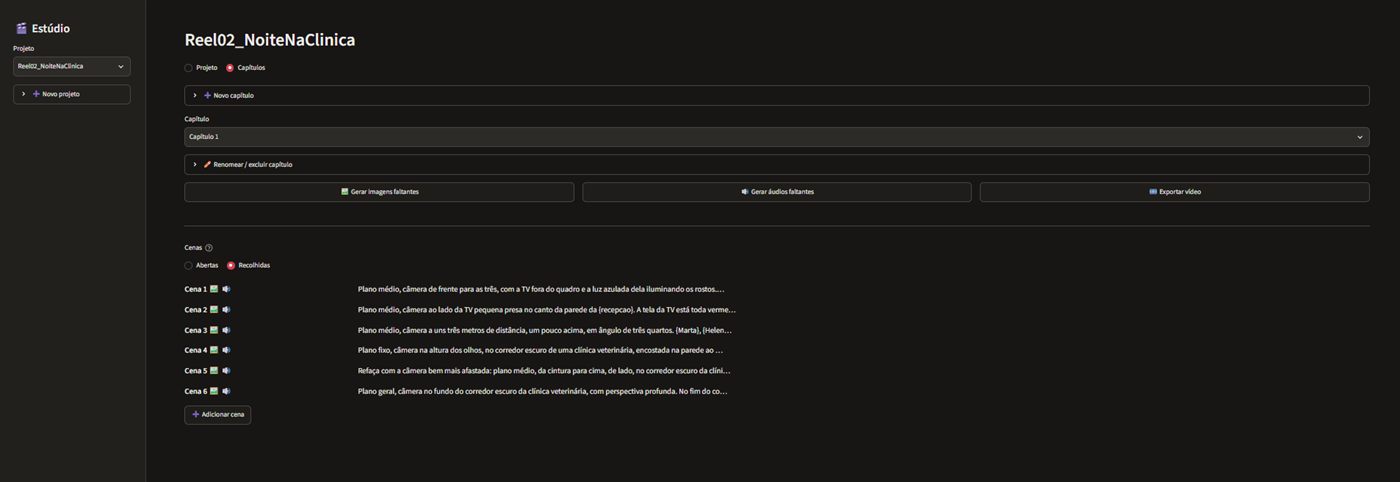 Estúdio
Projeto
Reel02_NoiteNaClinica
Novo projeto
Reel02_NoiteNaClinica
Projeto Capítulos
Novo capítulo
Capítulo
Capítulo 1
Renomear / excluir capítulo
Gerar imagens faltantes Gerar áudios faltantes Exportar vídeo
Cenas
Abertas Recolhidas
Cena 1 Plano médio, câmera de frente para as três, com a TV fora do quadro e a luz azulada dela iluminando os rostos.…
Cena 2 Plano médio, câmera ao lado da TV pequena presa no canto da parede da {recepcao}. A tela da TV está toda verme…
Cena 3 Plano médio, câmera a uns três metros de distância, um pouco acima, em ângulo de três quartos. {Marta}, {Helen…
Cena 4 Plano fixo, câmera na altura dos olhos, no corredor escuro de uma clínica veterinária, encostada na parede ao …
Cena 5 Refaça com a câmera bem mais afastada: plano médio, da cintura para cima, de lado, no corredor escuro da clíni…
Cena 6 Plano geral, câmera no fundo do corredor escuro da clínica veterinária, com perspectiva profunda. No fim do co…
Adicionar cena